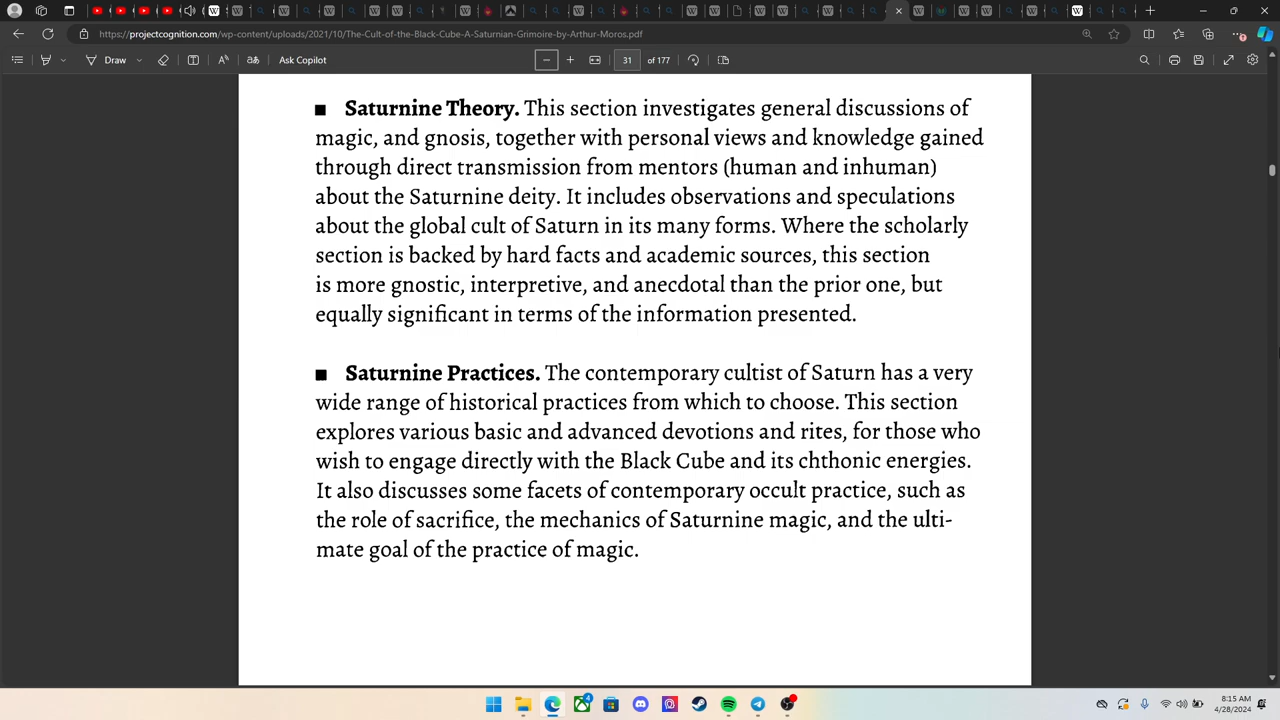 https://projectcognition.com/wp-content/uploads/2021/10/The-Cult-of-the-Black-Cube-A-Saturnian-Grimoire-by-Arthur-Moros.pdf
Draw
Ask Copilot
31 of 177
■ Saturnine Theory. This section investigates general discussions of
magic, and gnosis, together with personal views and knowledge gained
through direct transmission from mentors (human and inhuman)
about the Saturnine deity. It includes observations and speculations
about the global cult of Saturn in its many forms. Where the scholarly
section is backed by hard facts and academic sources, this section
is more gnostic, interpretive, and anecdotal than the prior one, but
equally significant in terms of the information presented.
■ Saturnine Practices. The contemporary cultist of Saturn has a very
wide range of historical practices from which to choose. This section
explores various basic and advanced devotions and rites, for those who
wish to engage directly with the Black Cube and its chthonic energies.
It also discusses some facets of contemporary occult practice, such as
the role of sacrifice, the mechanics of Saturnine magic, and the ulti-
mate goal of the practice of magic.
8:15 AM
4/28/2024